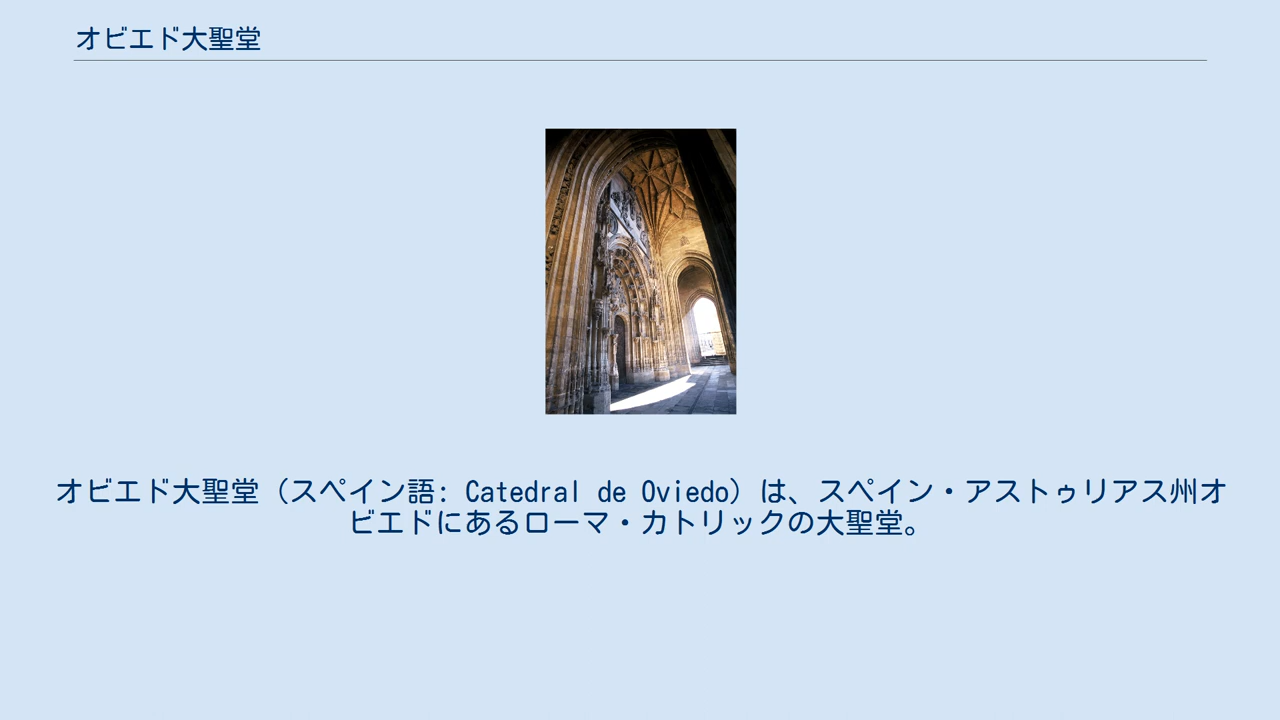 オビエド大聖堂
オビエド大聖堂（スペイン語: Catedral de Oviedo）は、スペイン・アストゥリアス州オ
ビエドにあるローマ・カトリックの大聖堂。